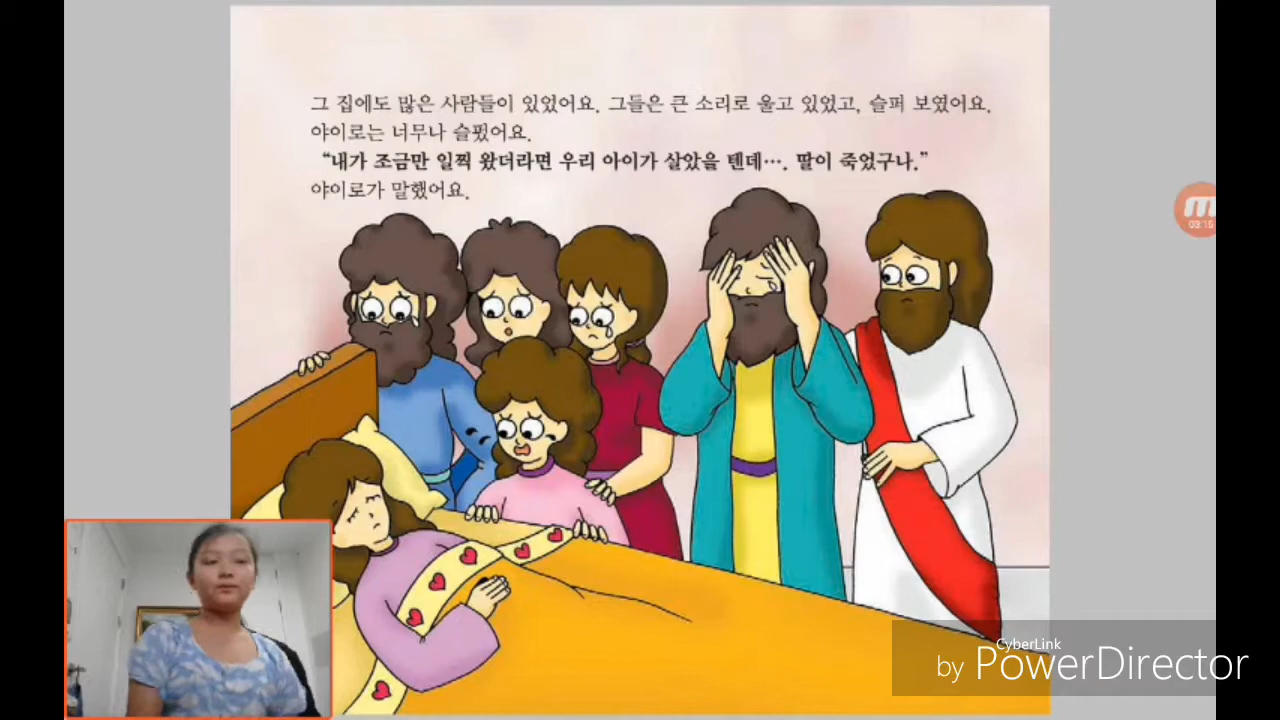 그 집에도 많은 사람들이 있었어요. 그들은 큰 소리로 울고 있었고, 슬퍼 보였어요.
야이로는 너무나 슬펐어요.
“내가 조금만 일찍 왔더라면 우리 아이가 살았을 텐데…. 딸이 죽었구나.”
야이로가 말했어요.
03:15
CyberLink
by PowerDirector